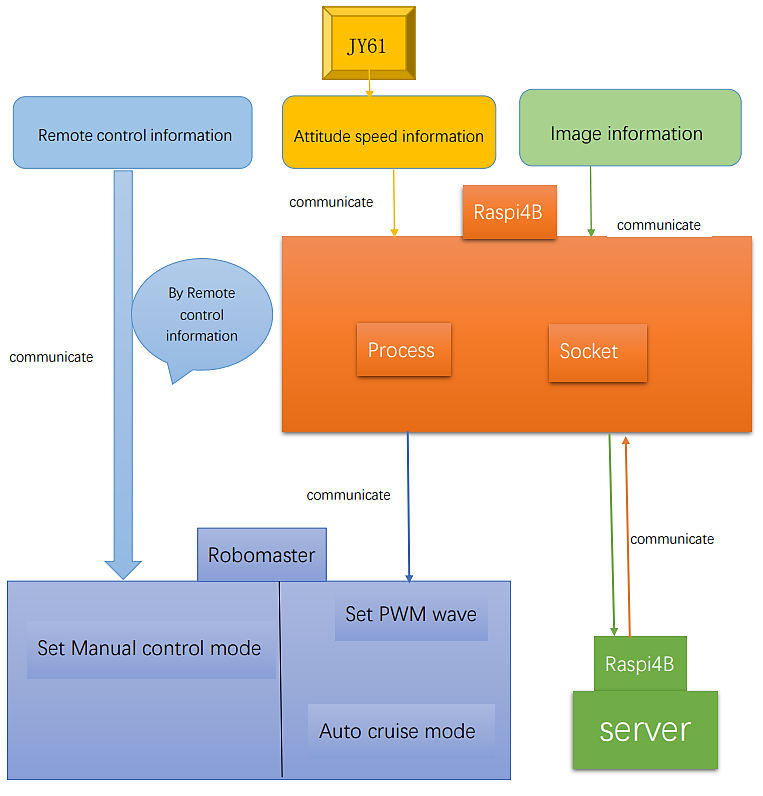 JY61
Remote control information
Attitude speed information
Image information
communicate
Raspi4B
communicate
By Remote
control
information
communicate
Process
Socket
communicate
communicate
Robomaster
Set Manual control mode
Set PWM wave
Auto cruise mode
Raspi4B
server